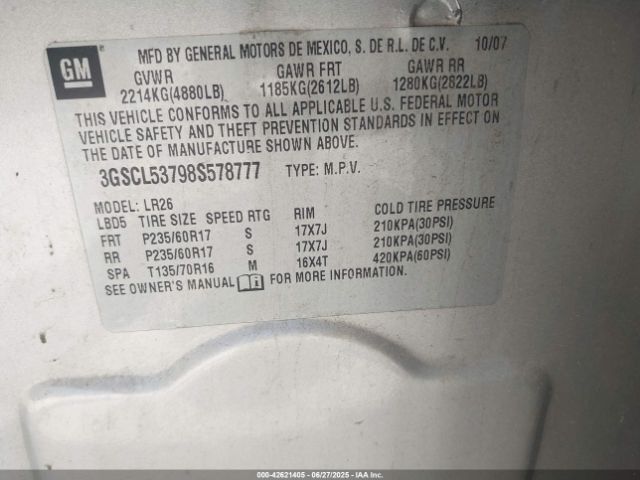 GM
MFD BY GENERAL MOTORS DE MEXICO, S. DE R.L. DE C.V. 10/07
GVWR GAWR FRT GAWR RR
2214KG(4880LB) 1185KG(2612LB) 1280KG(2822LB)
THIS VEHICLE CONFORMS TO ALL APPLICABLE U.S. FEDERAL MOTOR
VEHICLE SAFETY AND THEFT PREVENTION STANDARDS IN EFFECT ON
THE DATE OF MANUFACTURE SHOWN ABOVE.
3GSCL53798S578777 TYPE: M.P.V.
MODEL: LR26
LBD5 TIRE SIZE SPEED RTG RIM COLD TIRE PRESSURE
FRT P235/60R17 S 17X7J 210KPA(30PSI)
RR P235/60R17 S 17X7J 210KPA(30PSI)
SPA T135/70R16 M 16X4T 420KPA(60PSI)
SEE OWNER'S MANUAL FOR MORE INFORMATION.
000-42621405 06/27/2025 IAAI.COM